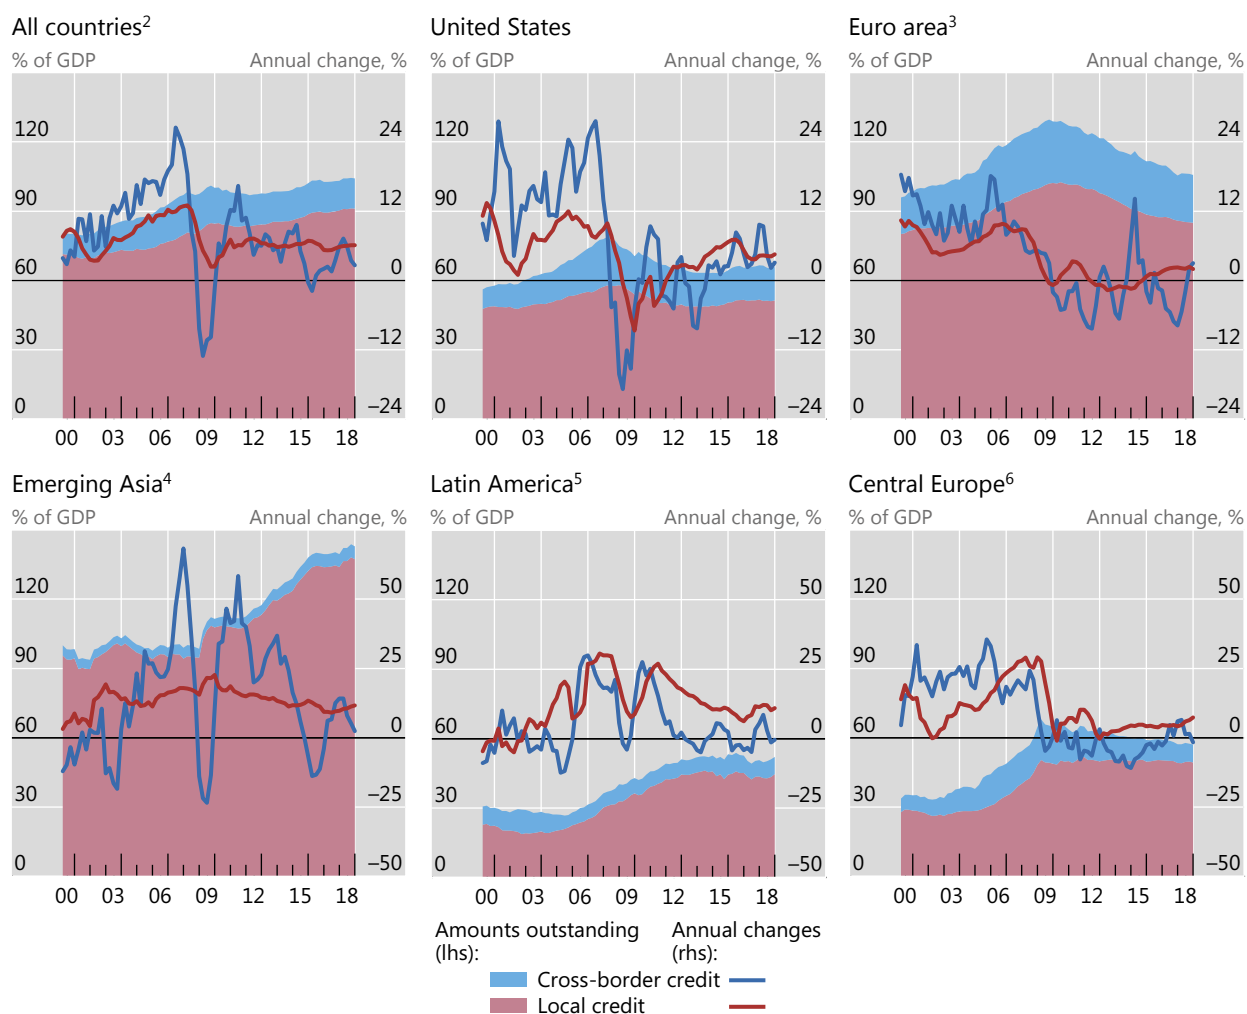 All countries²
% of GDP Annual change, %
120 24
90 12
60 0
30 –12
0 –24
00 03 06 09 12 15 18
United States
% of GDP Annual change, %
120 24
90 12
60 0
30 –12
0 –24
00 03 06 09 12 15 18
Euro area³
% of GDP Annual change, %
120 24
90 12
60 0
30 –12
0 –24
00 03 06 09 12 15 18
Emerging Asia⁴
% of GDP Annual change, %
120 50
90 25
60 0
30 –25
0 –50
00 03 06 09 12 15 18
Latin America⁵
% of GDP Annual change, %
120 50
90 25
60 0
30 –25
0 –50
00 03 06 09 12 15 18
Central Europe⁶
% of GDP Annual change, %
120 50
90 25
60 0
30 –25
0 –50
00 03 06 09 12 15 18
Amounts outstanding Annual changes
(lhs): (rhs):
Cross-border credit
Local credit